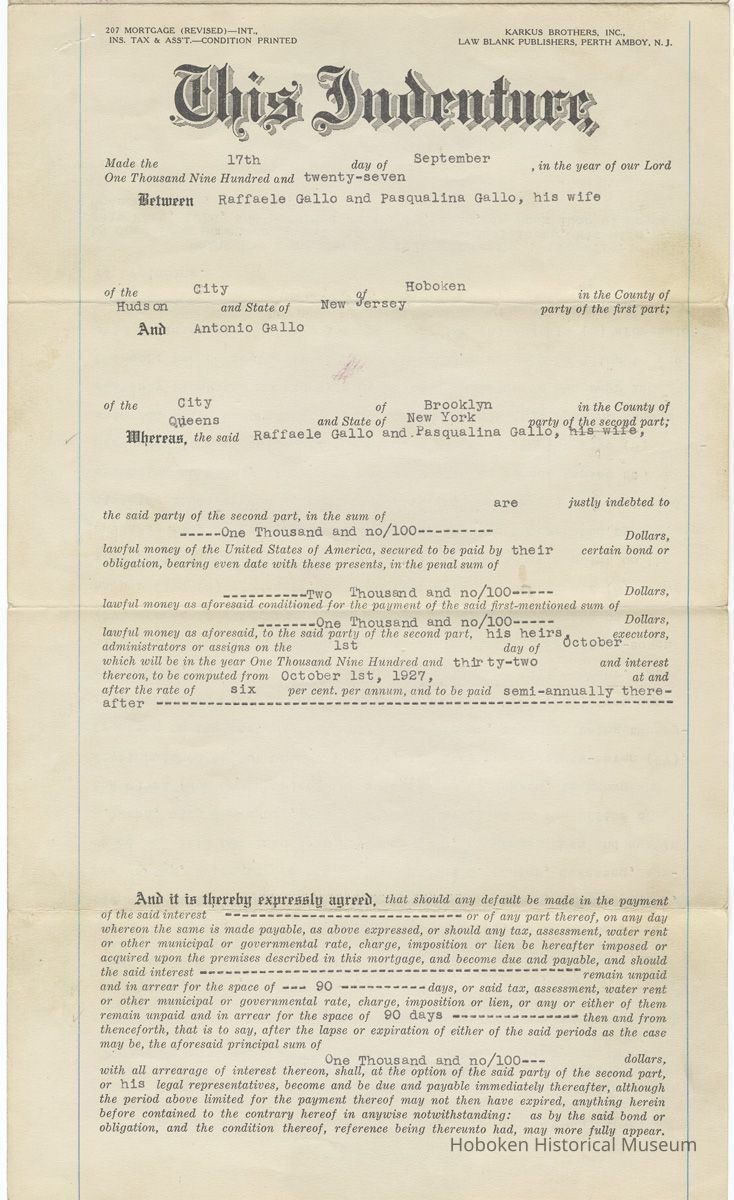 207 MORTGAGE (REVISED)—INT.,
INS. TAX & ASS'T.—CONDITION PRINTED
KARKUS BROTHERS, INC.,
LAW BLANK PUBLISHERS, PERTH AMBOY, N. J.
This Indenture,
Made the 17th day of September , in the year of our Lord
One Thousand Nine Hundred and twenty-seven
Between Raffaele Gallo and Pasqualina Gallo, his wife
of the City of Hoboken in the County of
Hudson and State of New Jersey party of the first part;
And Antonio Gallo
of the City of Brooklyn in the County of
Queens and State of New York party of the second part;
Whereas, the said Raffaele Gallo and Pasqualina Gallo, his wife,
are justly indebted to
the said party of the second part, in the sum of
-----One Thousand and no/100--------- Dollars,
lawful money of the United States of America, secured to be paid by their certain bond or
obligation, bearing even date with these presents, in the penal sum of
----------Two Thousand and no/100----- Dollars,
lawful money as aforesaid conditioned for the payment of the said first-mentioned sum of
-------One Thousand and no/100----- Dollars,
lawful money as aforesaid, to the said party of the second part, his heirs, executors,
administrators or assigns on the 1st day of October
which will be in the year One Thousand Nine Hundred and thirty-two and interest
thereon, to be computed from October 1st, 1927, at and
after the rate of six per cent. per annum, and to be paid semi-annually there-
after ------------------------------------------------------------
And it is thereby expressly agreed, that should any default be made in the payment
of the said interest --------------------------- or of any part thereof, on any day
whereon the same is made payable, as above expressed, or should any tax, assessment, water rent
or other municipal or governmental rate, charge, imposition or lien be hereafter imposed or
acquired upon the premises described in this mortgage, and become due and payable, and should
the said interest -------------------------------------------- remain unpaid
and in arrear for the space of --- 90 ----------days, or said tax, assessment, water rent
or other municipal or governmental rate, charge, imposition or lien, or any or either of them
remain unpaid and in arrear for the space of 90 days --------------- then and from
thenceforth, that is to say, after the lapse or expiration of either of the said periods as the case
may be, the aforesaid principal sum of
One Thousand and no/100--- dollars,
with all arrearage of interest thereon, shall, at the option of the said party of the second part,
or his legal representatives, become and be due and payable immediately thereafter, although
the period above limited for the payment thereof may not then have expired, anything herein
before contained to the contrary hereof in anywise notwithstanding: as by the said bond or
obligation, and the condition thereof, reference being thereunto had, may more fully appear.
Hoboken Historical Museum